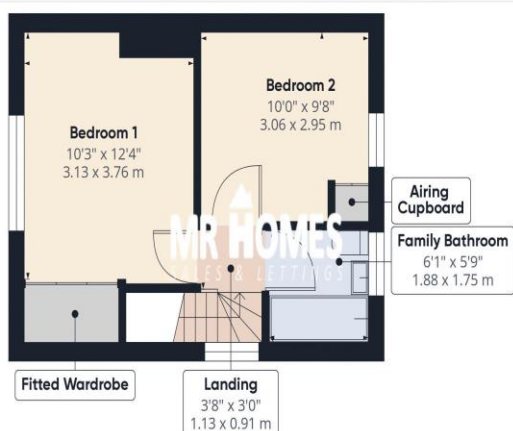 Bedroom 1
10'3" x 12'4"
3.13 x 3.76 m
Bedroom 2
10'0" x 9'8"
3.06 x 2.95 m
Airing
Cupboard
MR HOMES
SALES & LETTINGS
Family Bathroom
6'1" x 5'9"
1.88 x 1.75 m
Fitted Wardrobe
Landing
3'8" x 3'0"
1.13 x 0.91 m